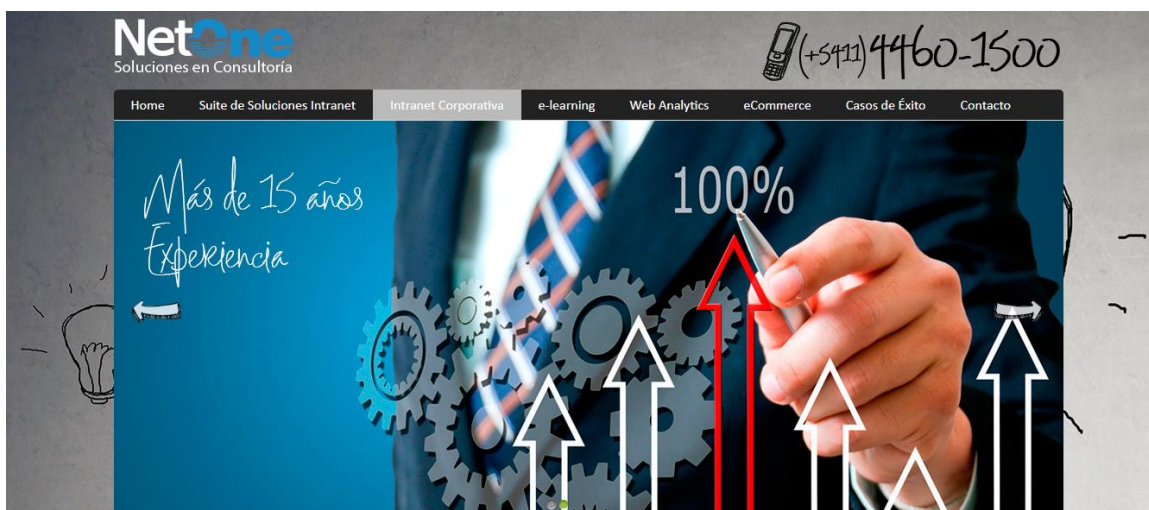 NetOne
Soluciones en Consultoría
(+5411) 4460-1500
Home Suite de Soluciones Intranet Intranet Corporativa e-learning Web Analytics eCommerce Casos de Éxito Contacto
Más de 15 años
Experiencia
100%